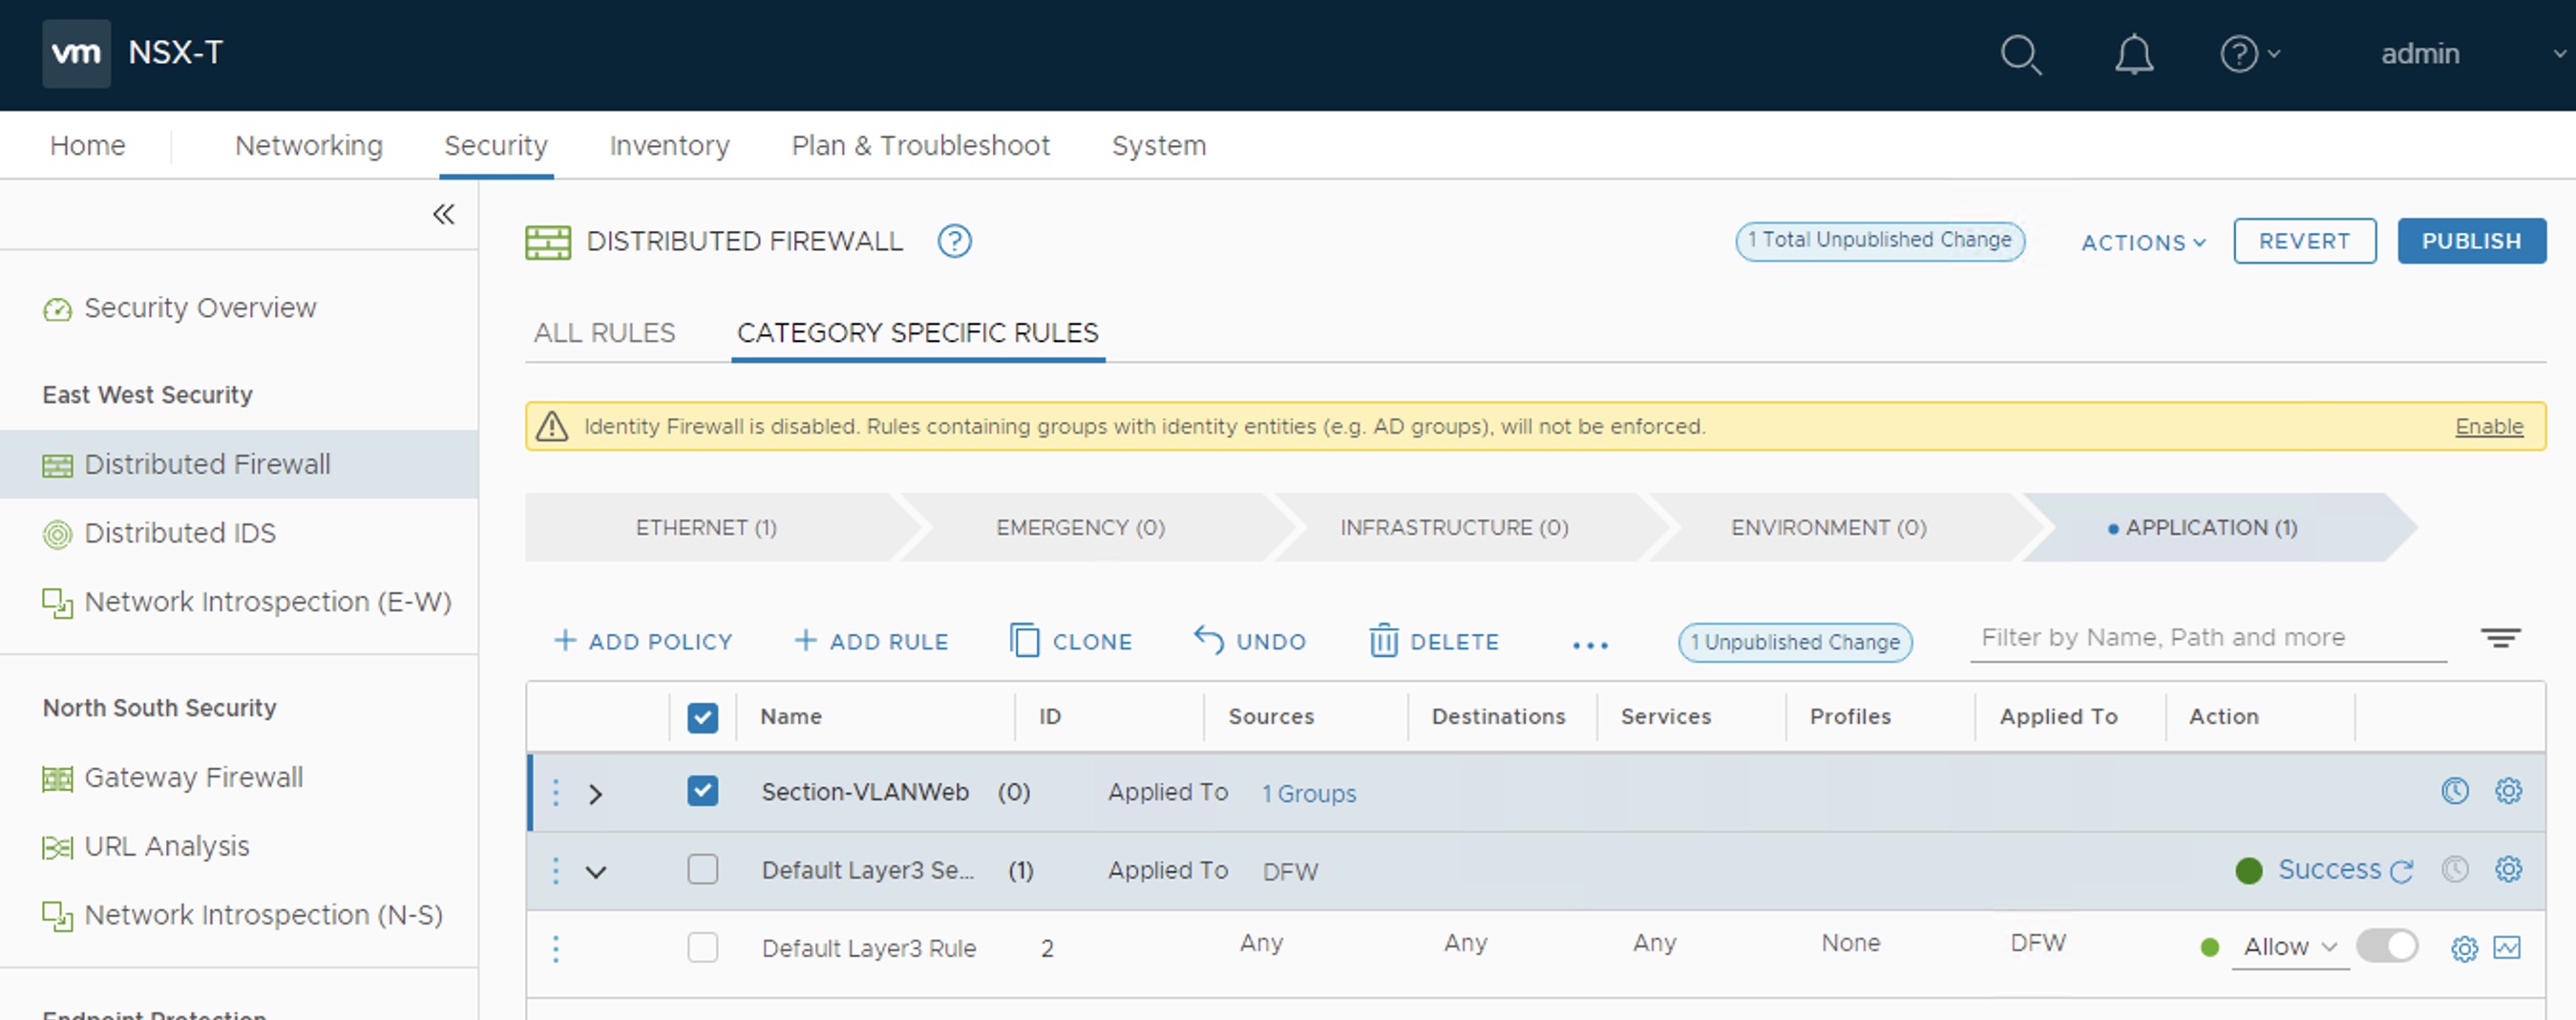 vm NSX-T admin
Home Networking Security Inventory Plan & Troubleshoot System
Security Overview
East West Security
Distributed Firewall
Distributed IDS
Network Introspection (E-W)
North South Security
Gateway Firewall
URL Analysis
Network Introspection (N-S)
Endpoint Protection
DISTRIBUTED FIREWALL ? 1 Total Unpublished Change ACTIONS REVERT PUBLISH
ALL RULES CATEGORY SPECIFIC RULES
Identity Firewall is disabled. Rules containing groups with identity entities (e.g. AD groups), will not be enforced. Enable
ETHERNET (1) EMERGENCY (0) INFRASTRUCTURE (0) ENVIRONMENT (0) APPLICATION (1)
+ ADD POLICY + ADD RULE CLONE UNDO DELETE ... 1 Unpublished Change Filter by Name, Path and more
Name ID Sources Destinations Services Profiles Applied To Action
Section-VLANWeb (0) Applied To 1 Groups
Default Layer3 Se... (1) Applied To DFW Success
Default Layer3 Rule 2 Any Any Any None DFW Allow